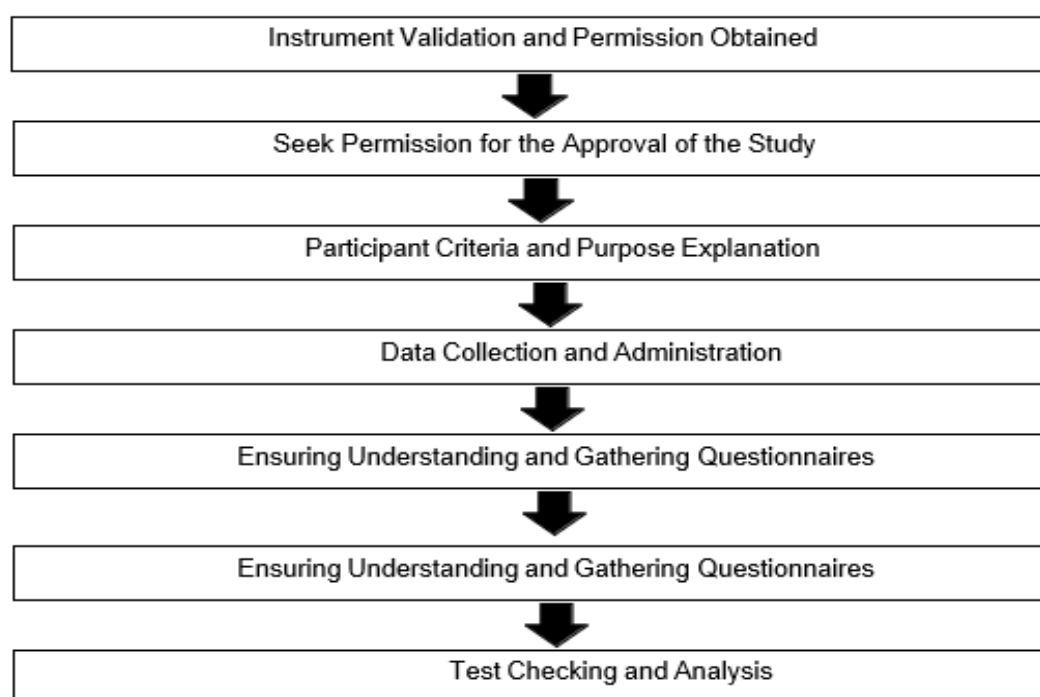 Instrument Validation and Permission Obtained
Seek Permission for the Approval of the Study
Participant Criteria and Purpose Explanation
Data Collection and Administration
Ensuring Understanding and Gathering Questionnaires
Ensuring Understanding and Gathering Questionnaires
Test Checking and Analysis